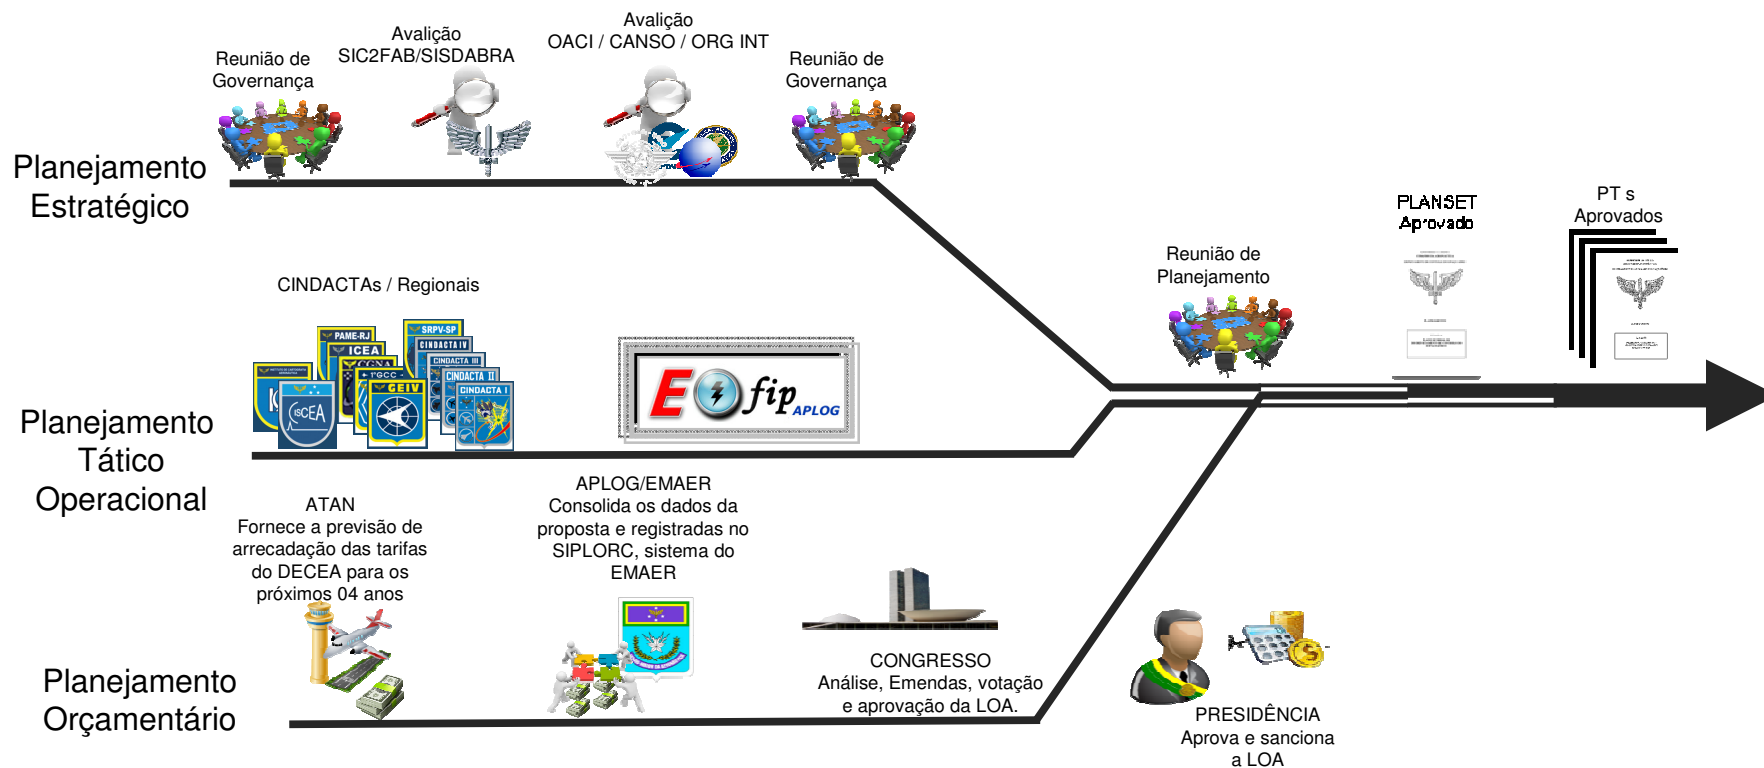 Avalição
OACI / CANSO / ORG INT
Avalição
SIC2FAB/SISDABRA
Reunião de
Governança
Reunião de
Governança
Planejamento
Estratégico
PLANSET
Aprovado
PT s
Aprovados
Reunião de
Planejamento
CINDACTAs / Regionais
PAME-RJ
SRPV-SP
ICEA
CINDACTA IV
CINDACTA III
1°GCC
CINDACTA II
GEIV
CINDACTA I
ISCEA
E fip APLOG
Planejamento
Tático
Operacional
ATAN
Fornece a previsão de
arrecadação das tarifas
do DECEA para os
próximos 04 anos
APLOG/EMAER
Consolida os dados da
proposta e registradas no
SIPLORC, sistema do
EMAER
CONGRESSO
Análise, Emendas, votação
e aprovação da LOA.
Planejamento
Orçamentário
PRESIDÊNCIA
Aprova e sanciona
a LOA